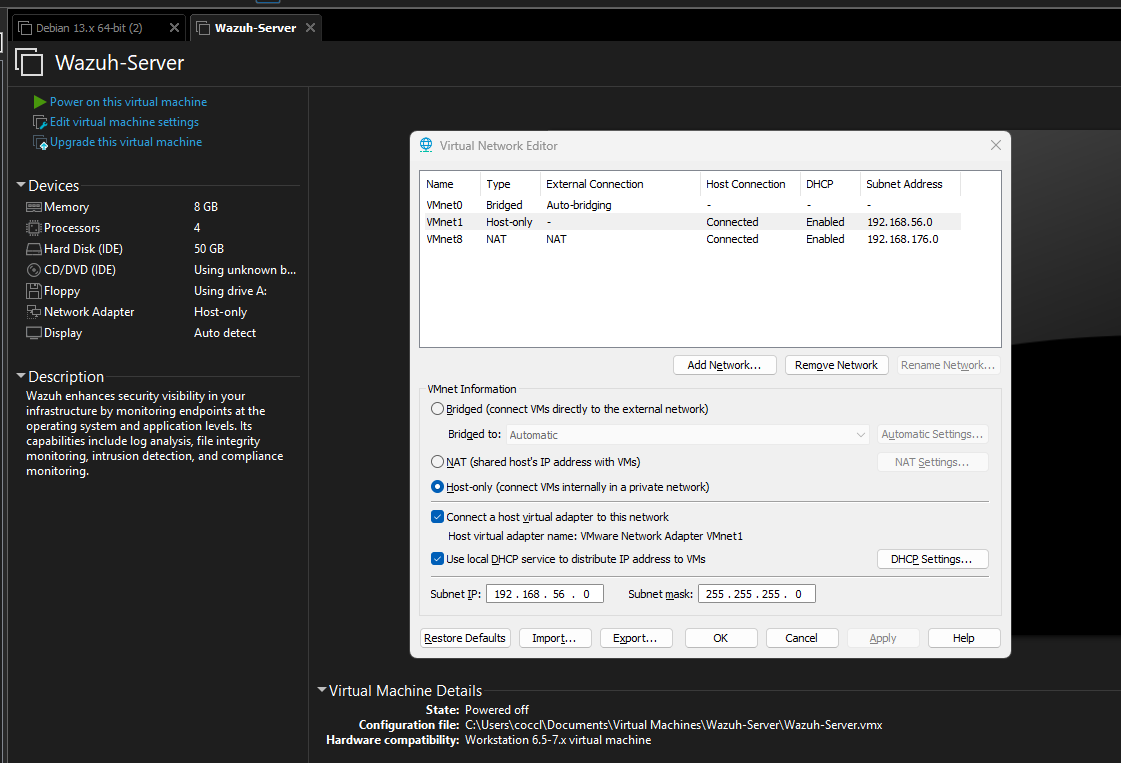 Debian 13.x 64-bit (2)
Wazuh-Server
Wazuh-Server
Power on this virtual machine
Edit virtual machine settings
Upgrade this virtual machine
Devices
Memory 8 GB
Processors 4
Hard Disk (IDE) 50 GB
CD/DVD (IDE) Using unknown b...
Floppy Using drive A:
Network Adapter Host-only
Display Auto detect
Description
Wazuh enhances security visibility in your
infrastructure by monitoring endpoints at the
operating system and application levels. Its
capabilities include log analysis, file integrity
monitoring, intrusion detection, and compliance
monitoring.
Virtual Network Editor
Name Type External Connection Host Connection DHCP Subnet Address
VMnet0 Bridged Auto-bridging - - -
VMnet1 Host-only - Connected Enabled 192.168.56.0
VMnet8 NAT NAT Connected Enabled 192.168.176.0
Add Network... Remove Network Rename Network...
VMnet Information
Bridged (connect VMs directly to the external network)
Bridged to: Automatic Automatic Settings...
NAT (shared host's IP address with VMs) NAT Settings...
Host-only (connect VMs internally in a private network)
Connect a host virtual adapter to this network
Host virtual adapter name: VMware Network Adapter VMnet1
Use local DHCP service to distribute IP address to VMs DHCP Settings...
Subnet IP: 192 . 168 . 56 . 0 Subnet mask: 255 . 255 . 255 . 0
Restore Defaults Import... Export... OK Cancel Apply Help
Virtual Machine Details
State: Powered off
Configuration file: C:\Users\coccl\Documents\Virtual Machines\Wazuh-Server\Wazuh-Server.vmx
Hardware compatibility: Workstation 6.5-7.x virtual machine